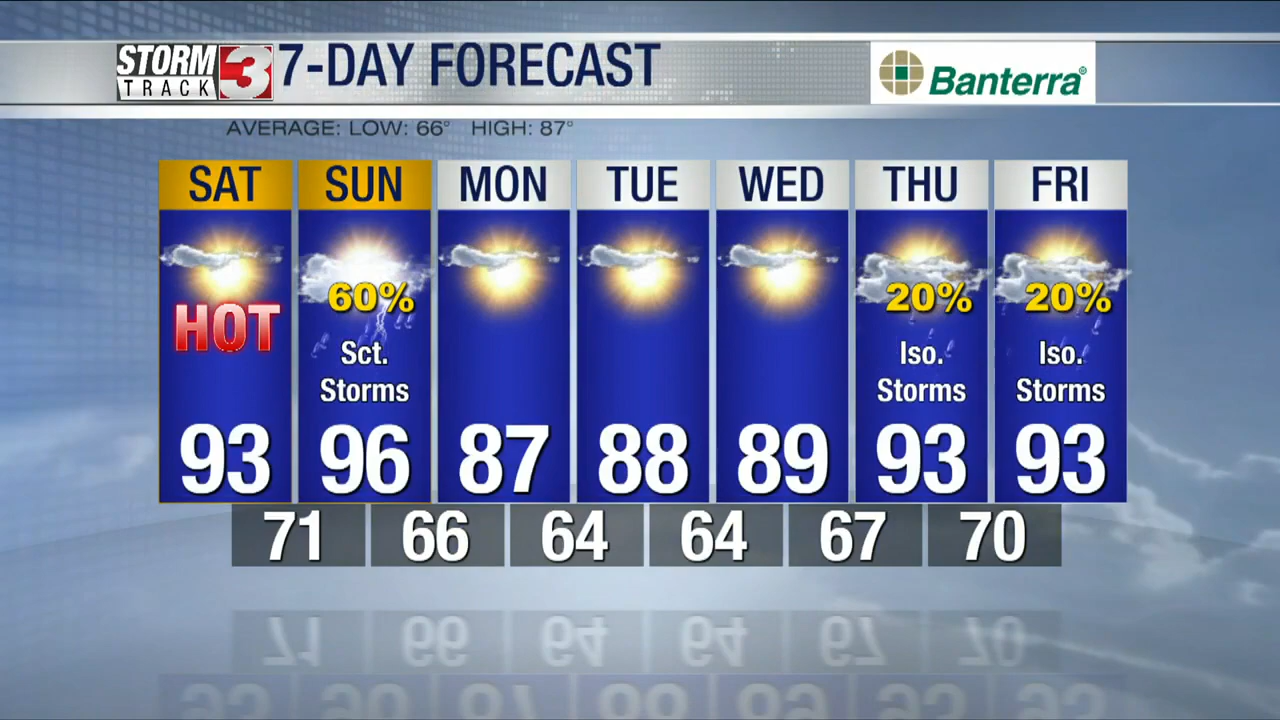 STORM TRACK 3 7-DAY FORECAST
Banterra®
AVERAGE: LOW: 66° HIGH: 87°
SAT SUN MON TUE WED THU FRI
HOT 60% 20% 20%
Sct. Iso. Iso.
Storms Storms Storms
93 96 87 88 89 93 93
71 66 64 64 67 70